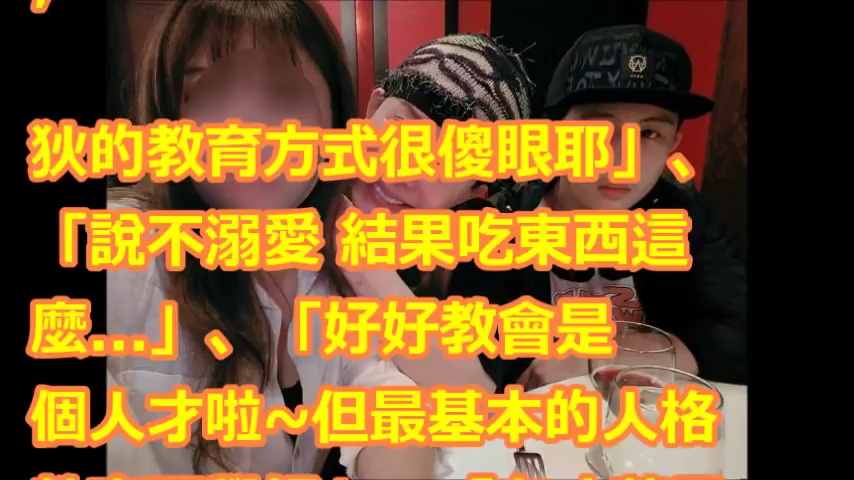 狄的教育方式很傻眼耶」、
「說不溺愛 結果吃東西這
麼...」、 「好好教會是
個人才啦~但最基本的人格